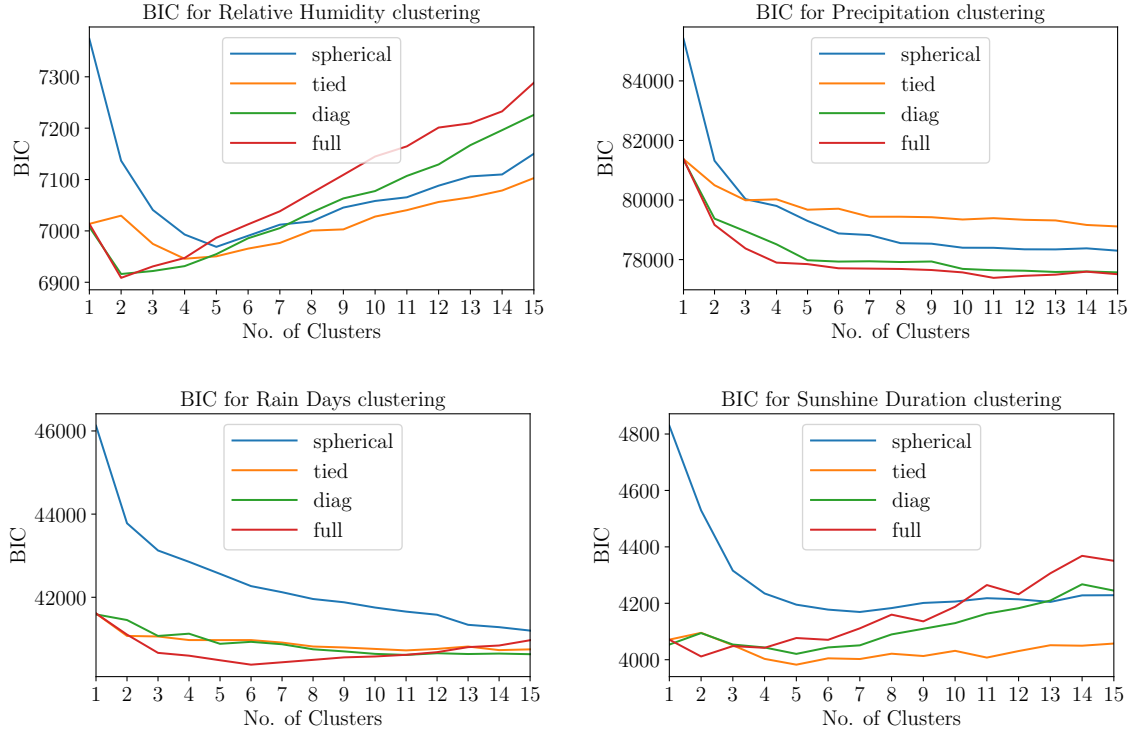 BIC for Relative Humidity clustering
BIC
7300
7200
7100
7000
6900
spherical
tied
diag
full
1 2 3 4 5 6 7 8 9 10 11 12 13 14 15
No. of Clusters
BIC for Precipitation clustering
BIC
84000
82000
80000
78000
spherical
tied
diag
full
1 2 3 4 5 6 7 8 9 10 11 12 13 14 15
No. of Clusters
BIC for Rain Days clustering
BIC
46000
44000
42000
spherical
tied
diag
full
1 2 3 4 5 6 7 8 9 10 11 12 13 14 15
No. of Clusters
BIC for Sunshine Duration clustering
BIC
4800
4600
4400
4200
4000
spherical
tied
diag
full
1 2 3 4 5 6 7 8 9 10 11 12 13 14 15
No. of Clusters